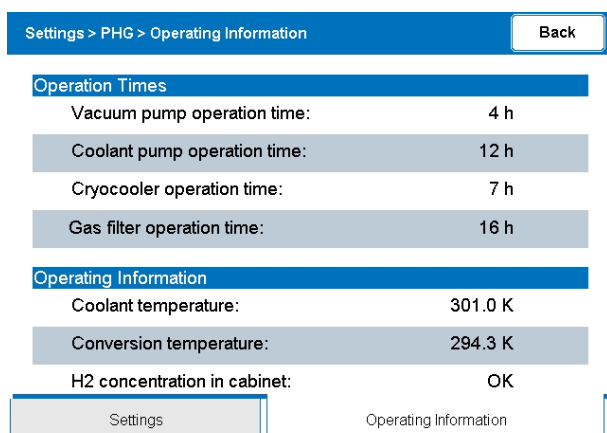 Settings > PHG > Operating Information Back
Operation Times
Vacuum pump operation time: 4 h
Coolant pump operation time: 12 h
Cryocooler operation time: 7 h
Gas filter operation time: 16 h
Operating Information
Coolant temperature: 301.0 K
Conversion temperature: 294.3 K
H2 concentration in cabinet: OK
Settings Operating Information